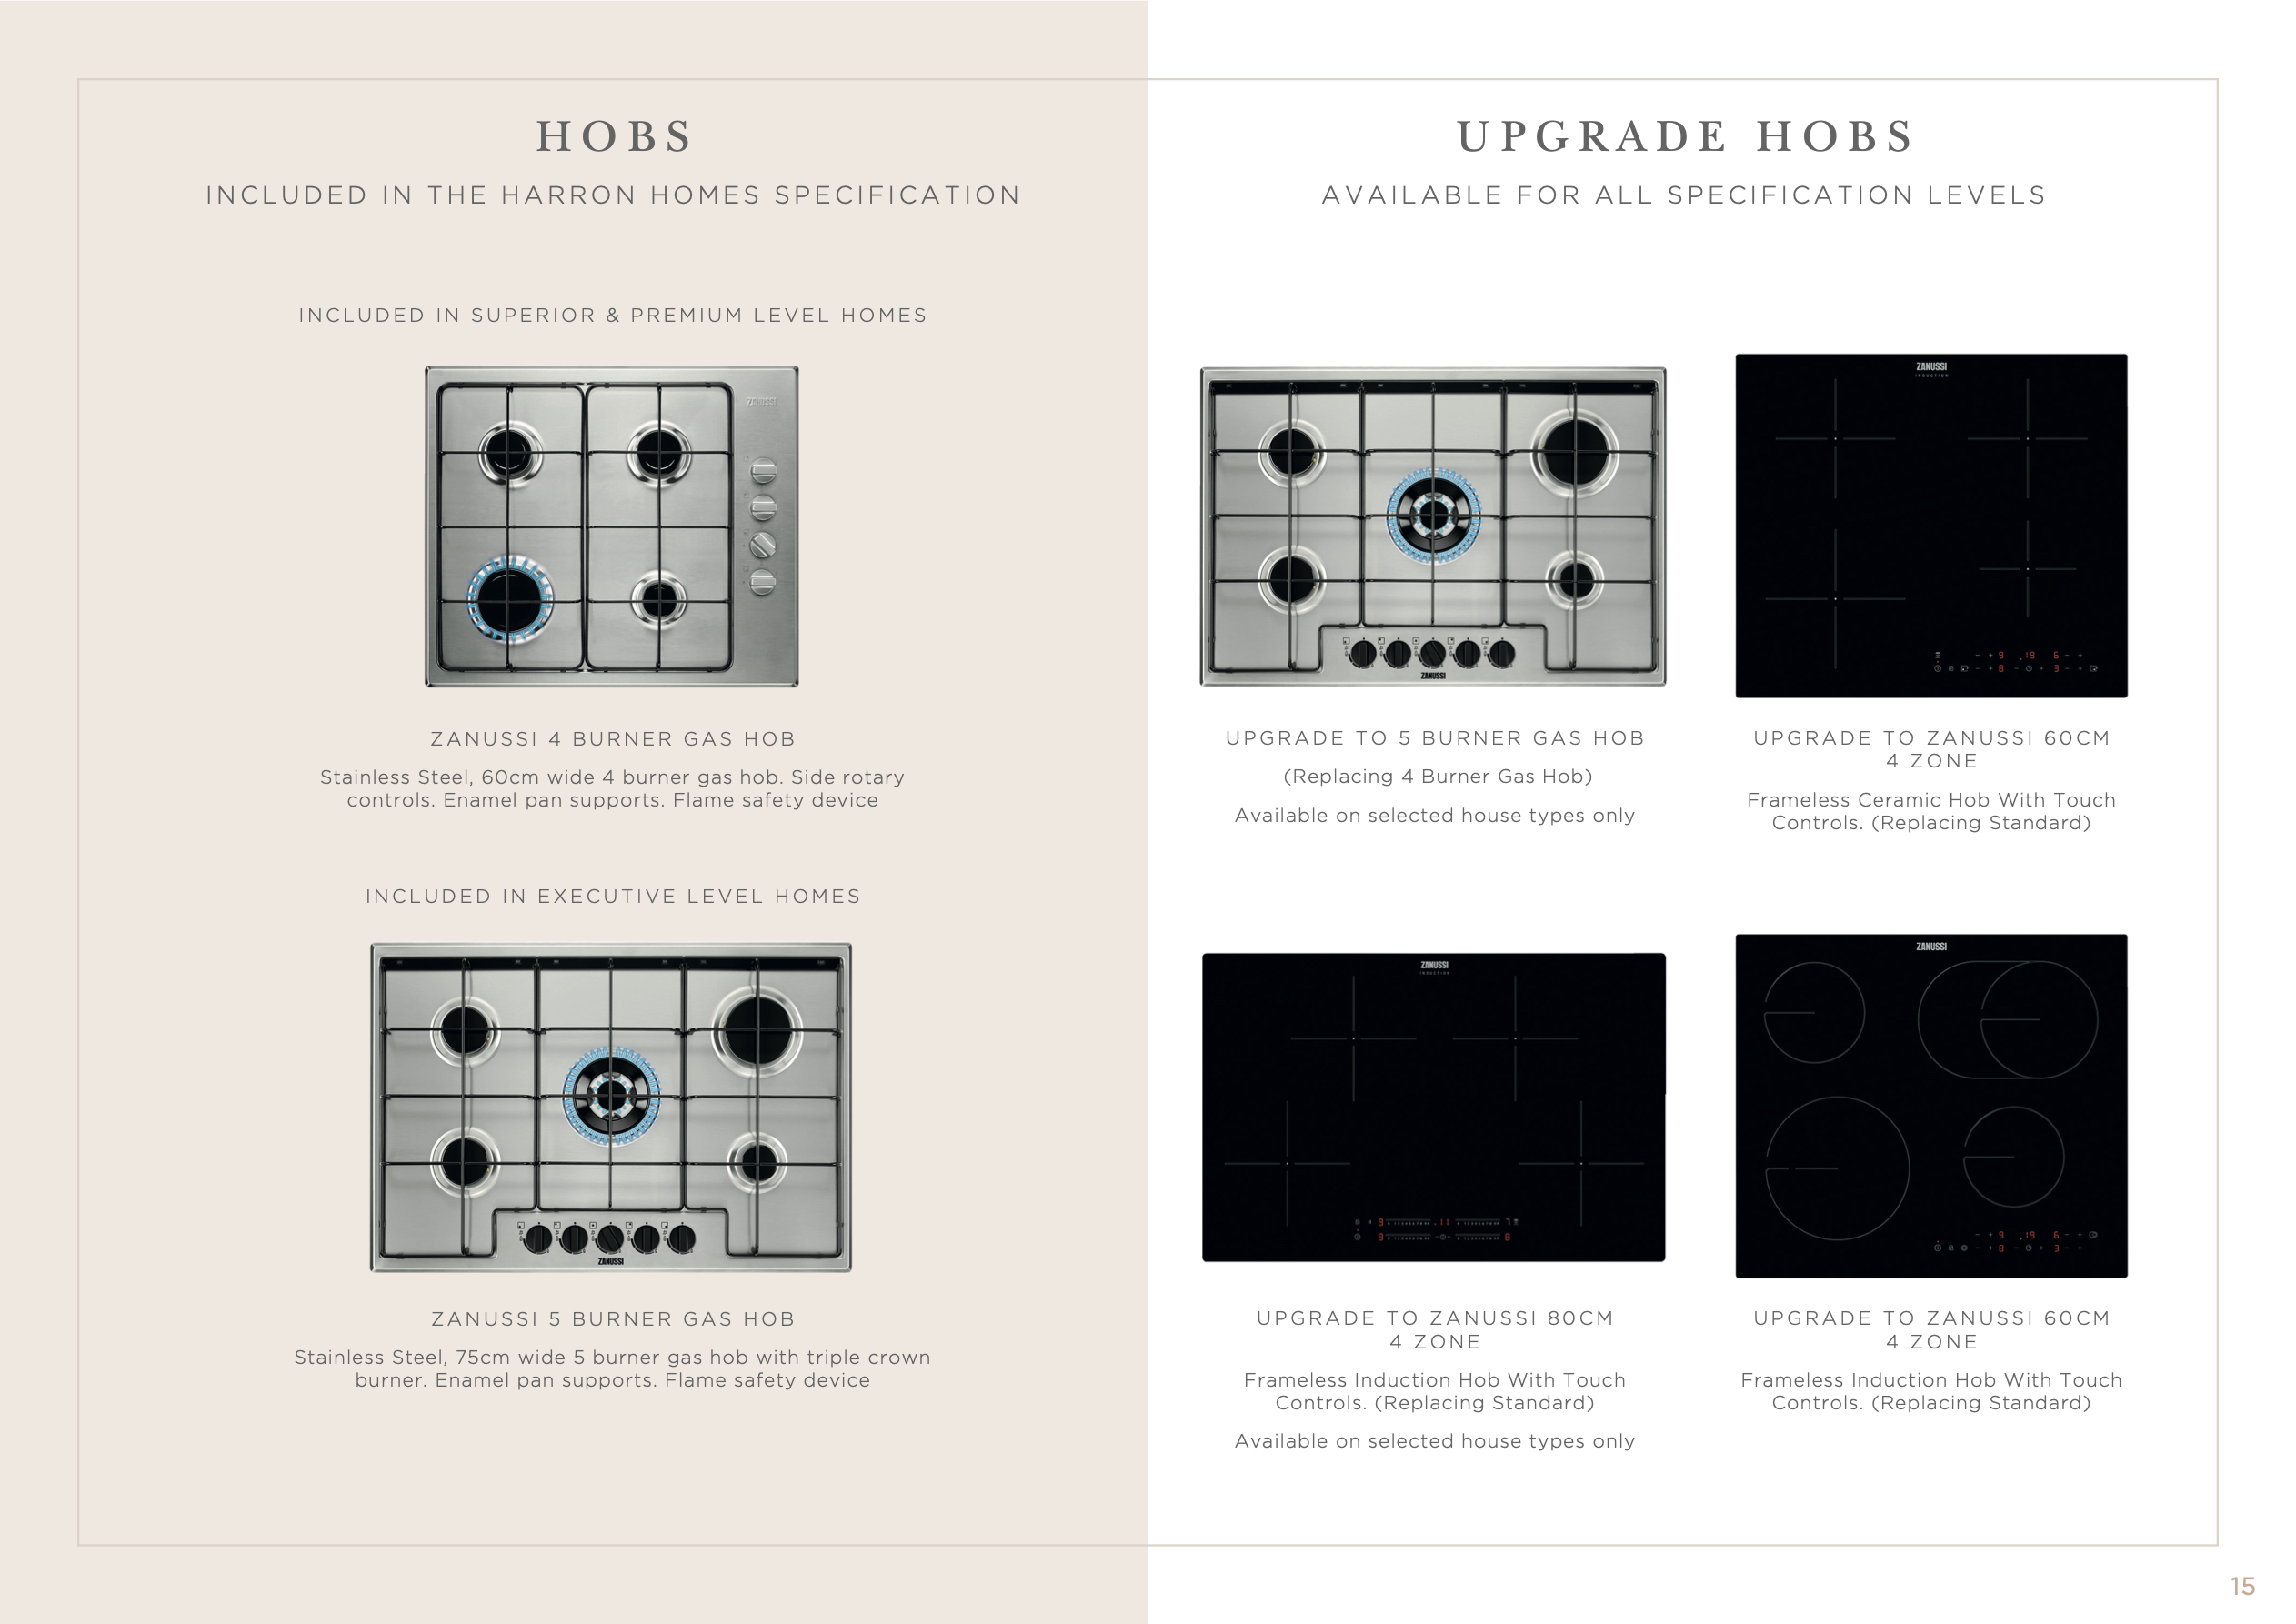 HOBS
INCLUDED IN THE HARRON HOMES SPECIFICATION
INCLUDED IN SUPERIOR & PREMIUM LEVEL HOMES
ZANUSSI
ZANUSSI 4 BURNER GAS HOB
Stainless Steel, 60cm wide 4 burner gas hob. Side rotary
controls. Enamel pan supports. Flame safety device
INCLUDED IN EXECUTIVE LEVEL HOMES
ZANUSSI
ZANUSSI 5 BURNER GAS HOB
Stainless Steel, 75cm wide 5 burner gas hob with triple crown
burner. Enamel pan supports. Flame safety device
UPGRADE HOBS
AVAILABLE FOR ALL SPECIFICATION LEVELS
ZANUSSI
UPGRADE TO 5 BURNER GAS HOB
(Replacing 4 Burner Gas Hob)
Available on selected house types only
ZANUSSI
INDUCTION
UPGRADE TO ZANUSSI 60CM
4 ZONE
Frameless Ceramic Hob With Touch
Controls. (Replacing Standard)
ZANUSSI
INDUCTION
UPGRADE TO ZANUSSI 80CM
4 ZONE
Frameless Induction Hob With Touch
Controls. (Replacing Standard)
Available on selected house types only
ZANUSSI
UPGRADE TO ZANUSSI 60CM
4 ZONE
Frameless Induction Hob With Touch
Controls. (Replacing Standard)
15